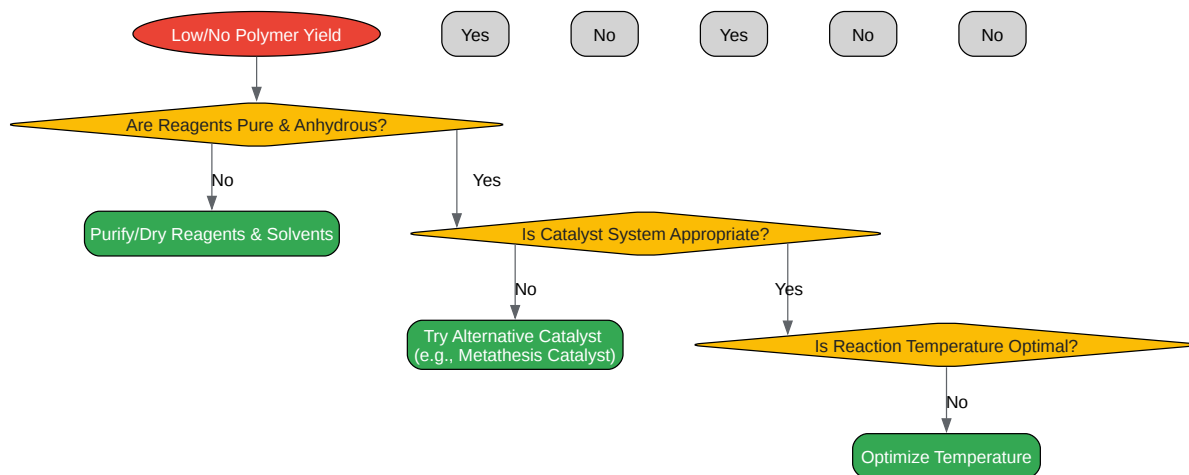 Low/No Polymer Yield
Yes
No
Yes
No
No
Are Reagents Pure & Anhydrous?
No
Yes
Purify/Dry Reagents & Solvents
Is Catalyst System Appropriate?
No
Yes
Try Alternative Catalyst
(e.g., Metathesis Catalyst)
Is Reaction Temperature Optimal?
No
Optimize Temperature